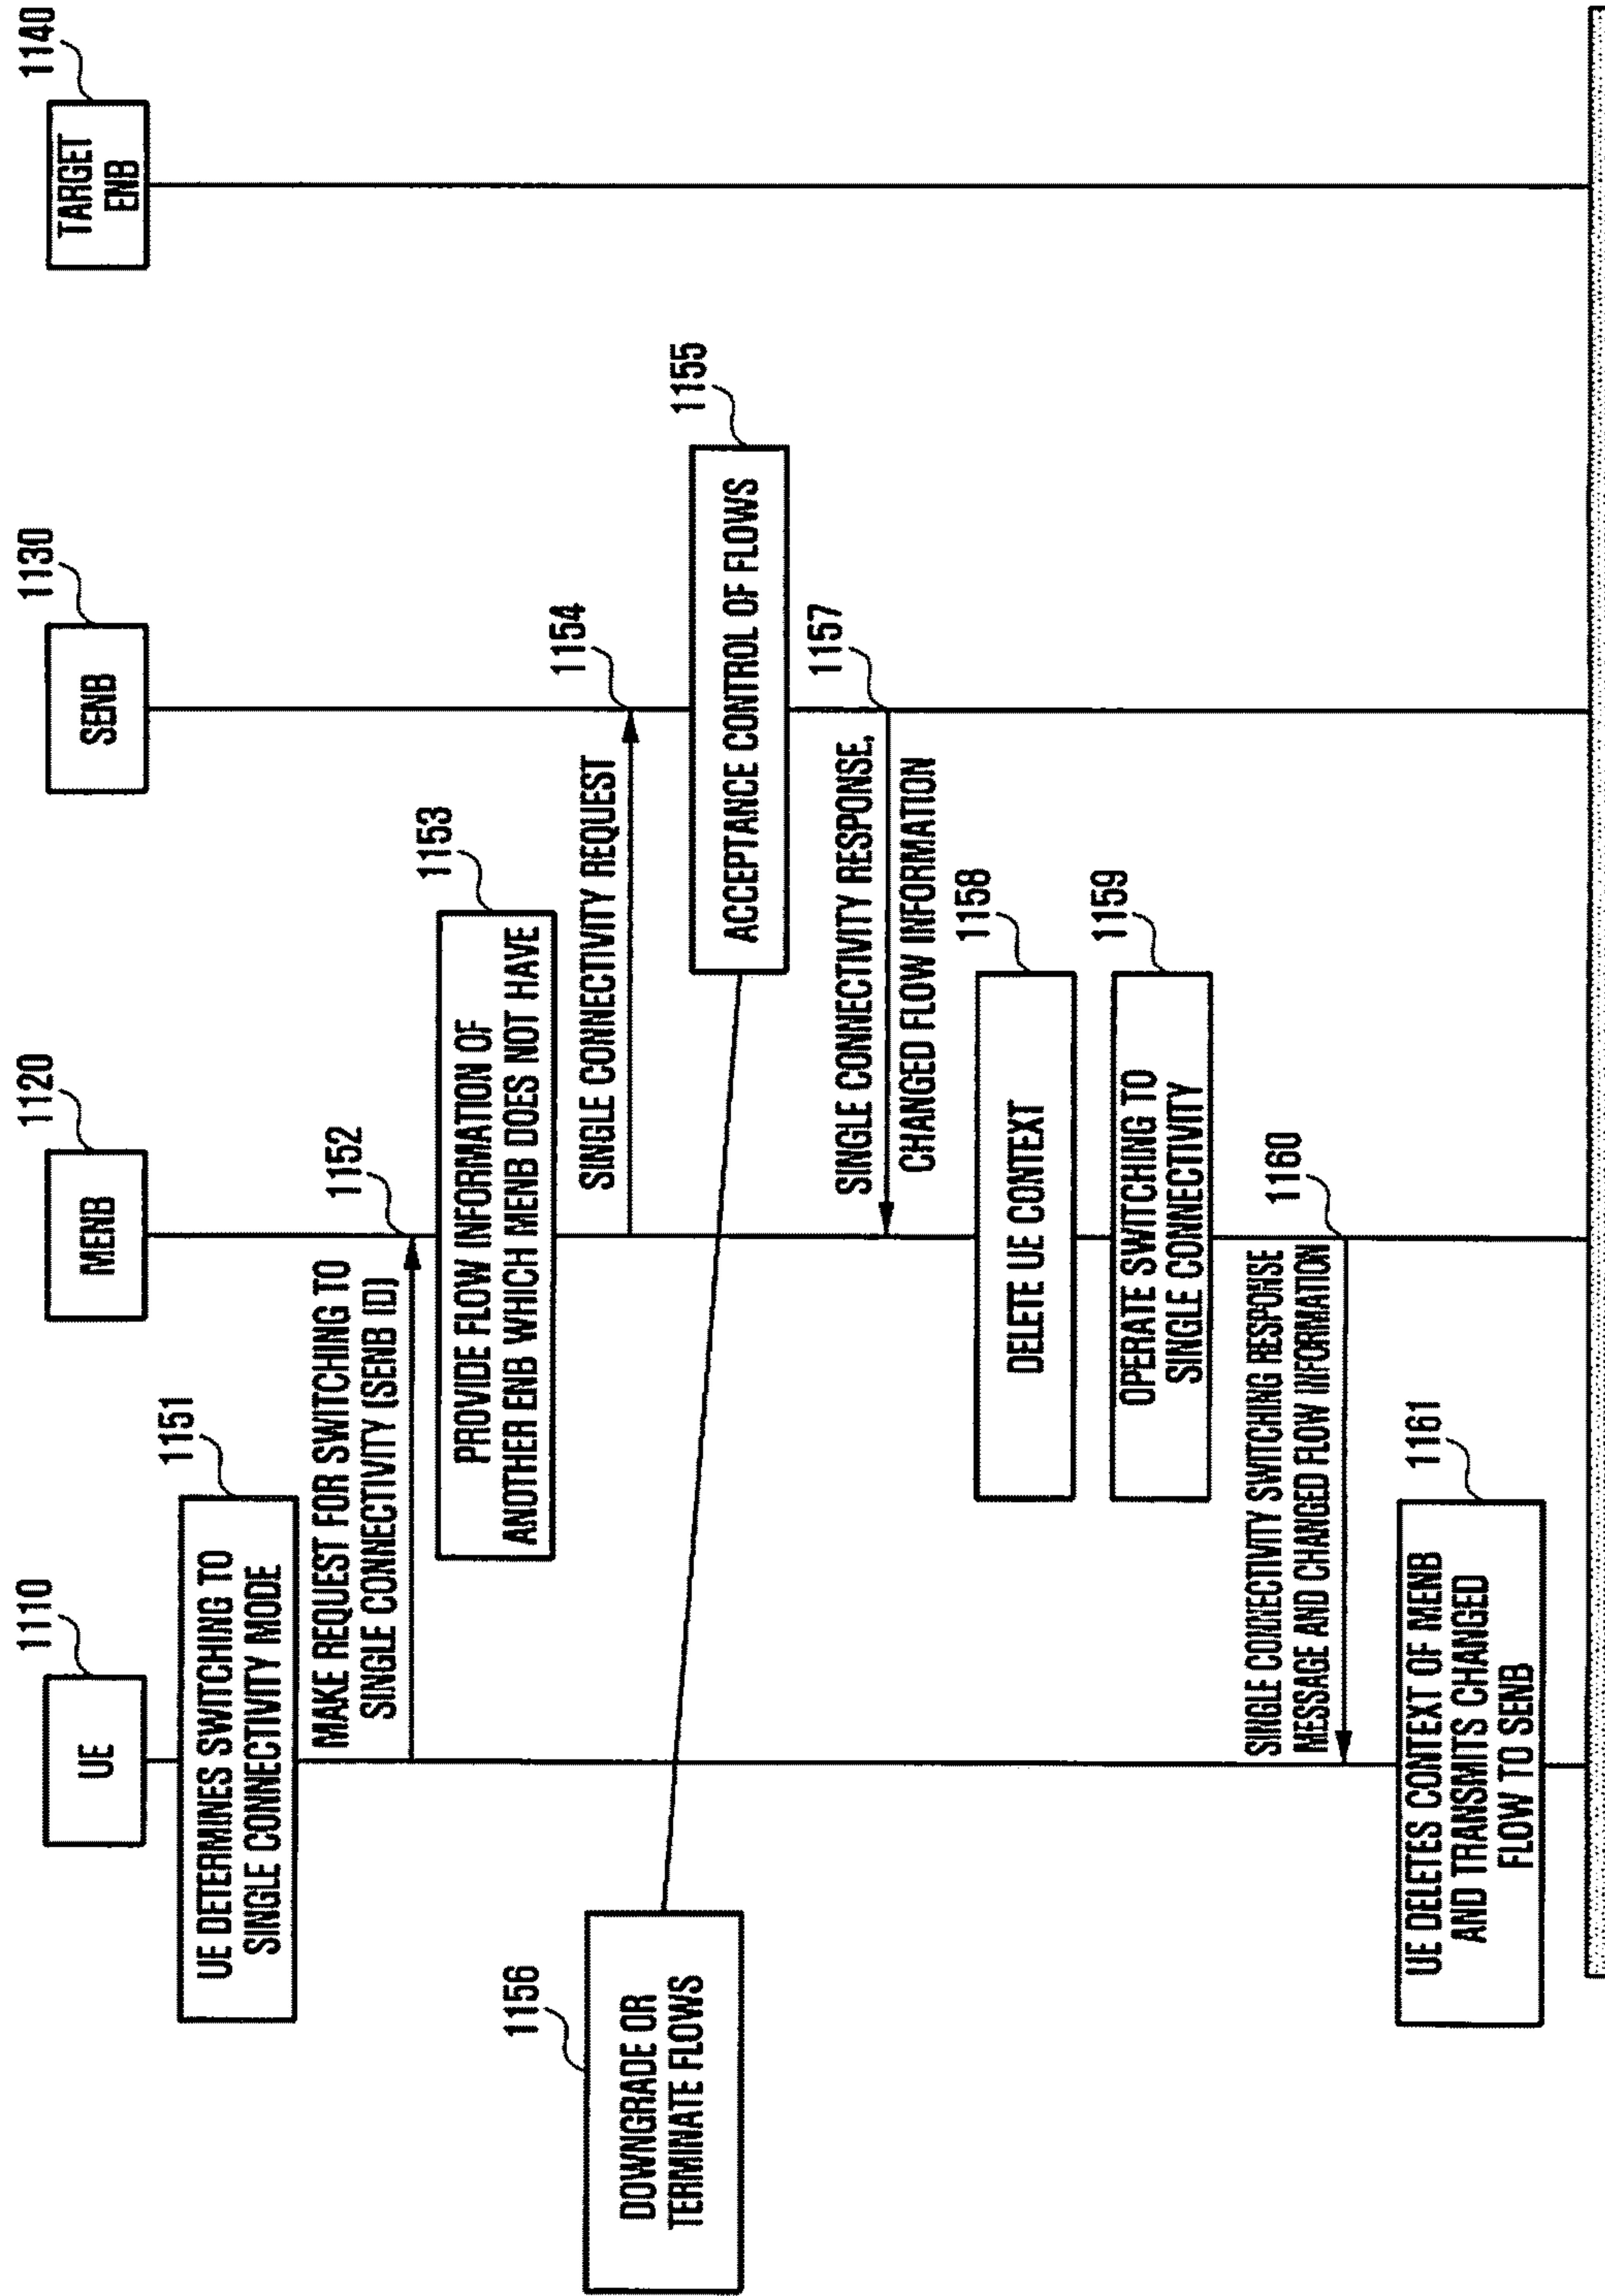 1110
UE
1120
MENB
1130
SENB
1140
TARGET
ENB
1151
UE DETERMINES SWITCHING TO
SINGLE CONNECTIVITY MODE
MAKE REQUEST FOR SWITCHING TO
SINGLE CONNECTIVITY (SENB ID)
1152
1153
PROVIDE FLOW INFORMATION OF
ANOTHER ENB WHICH MENB DOES NOT HAVE
SINGLE CONNECTIVITY REQUEST
1154
1155
ACCEPTANCE CONTROL OF FLOWS
1156
DOWNGRADE OR
TERMINATE FLOWS
SINGLE CONNECTIVITY RESPONSE,
CHANGED FLOW INFORMATION
1157
1158
DELETE UE CONTEXT
1159
OPERATE SWITCHING TO
SINGLE CONNECTIVITY
SINGLE CONNECTIVITY SWITCHING RESPONSE
MESSAGE AND CHANGED FLOW INFORMATION
1160
1161
UE DELETES CONTEXT OF MENB
AND TRANSMITS CHANGED
FLOW TO SENB